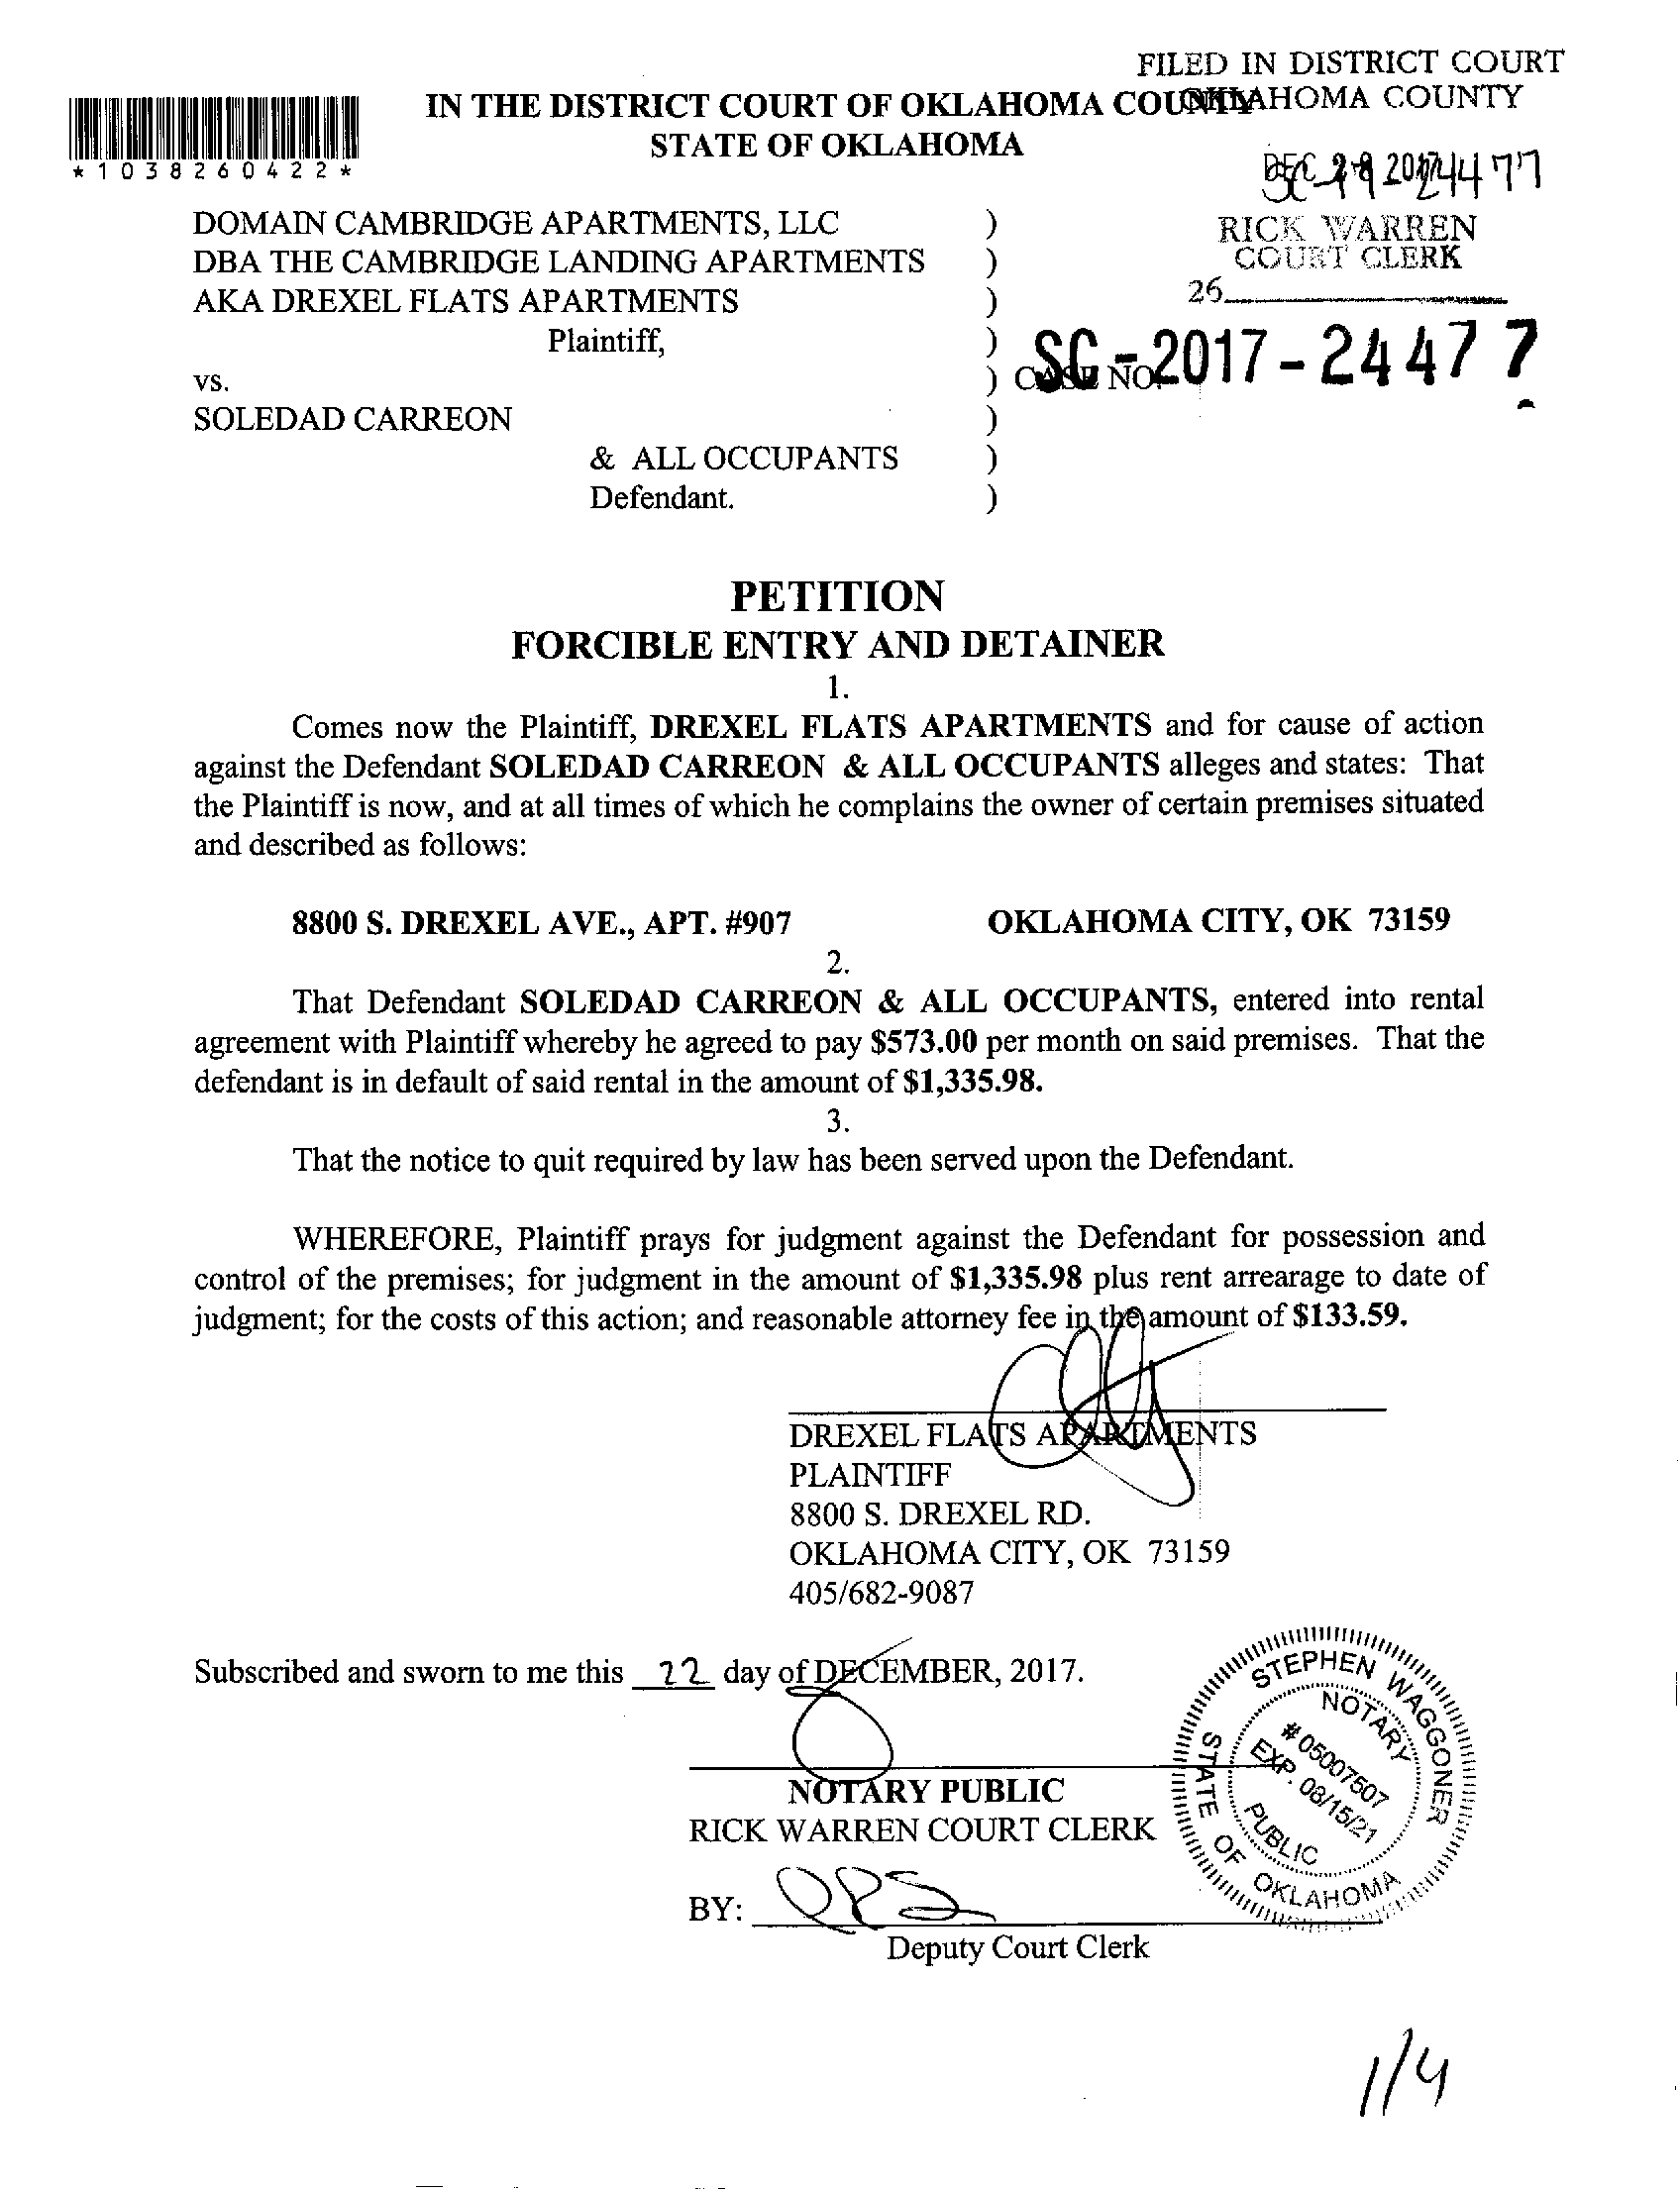 FILED IN DISTRICT COURT
OKLAHOMA COUNTY
IN THE DISTRICT COURT OF OKLAHOMA COUNTY
STATE OF OKLAHOMA
*1038260422*
DEC 2017
RICK WARREN
COURT CLERK
26
DOMAIN CAMBRIDGE APARTMENTS, LLC )
DBA THE CAMBRIDGE LANDING APARTMENTS )
AKA DREXEL FLATS APARTMENTS )
Plaintiff, )
vs. ) CASE NO. SC-2017-24477
SOLEDAD CARREON )
& ALL OCCUPANTS )
Defendant. )
PETITION
FORCIBLE ENTRY AND DETAINER
1.
Comes now the Plaintiff, DREXEL FLATS APARTMENTS and for cause of action
against the Defendant SOLEDAD CARREON & ALL OCCUPANTS alleges and states: That
the Plaintiff is now, and at all times of which he complains the owner of certain premises situated
and described as follows:
8800 S. DREXEL AVE., APT. #907 OKLAHOMA CITY, OK 73159
2.
That Defendant SOLEDAD CARREON & ALL OCCUPANTS, entered into rental
agreement with Plaintiff whereby he agreed to pay $573.00 per month on said premises. That the
defendant is in default of said rental in the amount of $1,335.98.
3.
That the notice to quit required by law has been served upon the Defendant.
WHEREFORE, Plaintiff prays for judgment against the Defendant for possession and
control of the premises; for judgment in the amount of $1,335.98 plus rent arrearage to date of
judgment; for the costs of this action; and reasonable attorney fee in the amount of $133.59.
DREXEL FLATS APARTMENTS
PLAINTIFF
8800 S. DREXEL RD.
OKLAHOMA CITY, OK 73159
405/682-9087
Subscribed and sworn to me this 22 day of DECEMBER, 2017.
NOTARY PUBLIC
RICK WARREN COURT CLERK
BY:
Deputy Court Clerk
STEPHEN WAGGONER
NOTARY
# 05007507
EXP. 08/15/21
PUBLIC
STATE OF OKLAHOMA
1/4